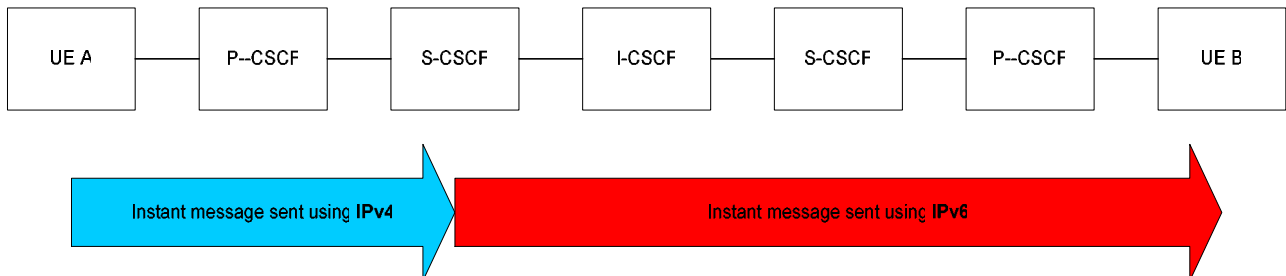 UE A
P--CSCF
S-CSCF
I-CSCF
S-CSCF
P--CSCF
UE B
Instant message sent using IPv4
Instant message sent using IPv6